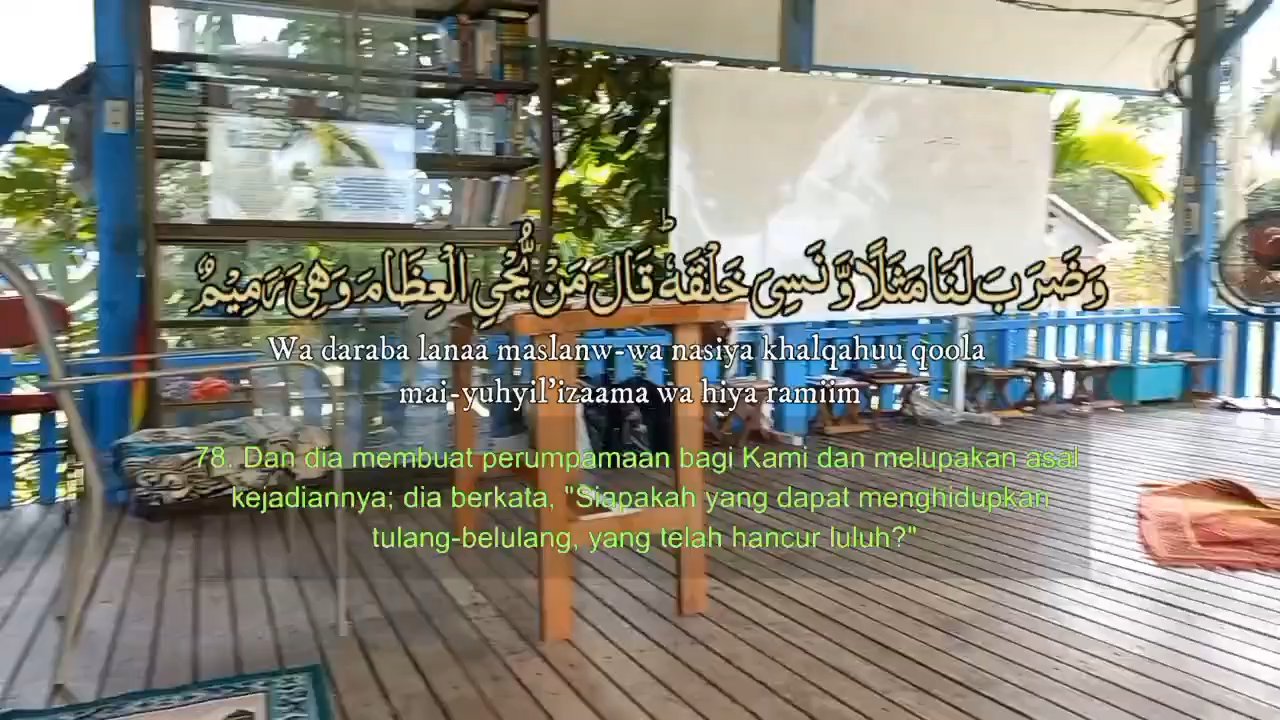 وَضَرَبَ لَنَا مَثَلًا وَّنَسِيَ خَلْقَهٗ ۗ قَالَ مَنْ يُّحْيِ الْعِظَامَ وَهِيَ رَمِيْمٌ
Wa daraba lanaa maslanw-wa nasiya khalqahuu qoola
mai-yuhyil'izaama wa hiya ramiim
78. Dan dia membuat perumpamaan bagi Kami dan melupakan asal
kejadiannya; dia berkata, "Siapakah yang dapat menghidupkan
tulang-belulang, yang telah hancur luluh?"